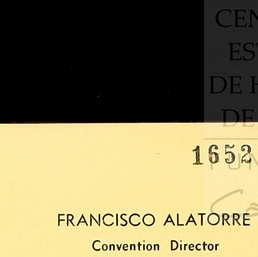 CEN
ES
DE H
DE
1652
FRANCISCO ALATORRE
Convention Director